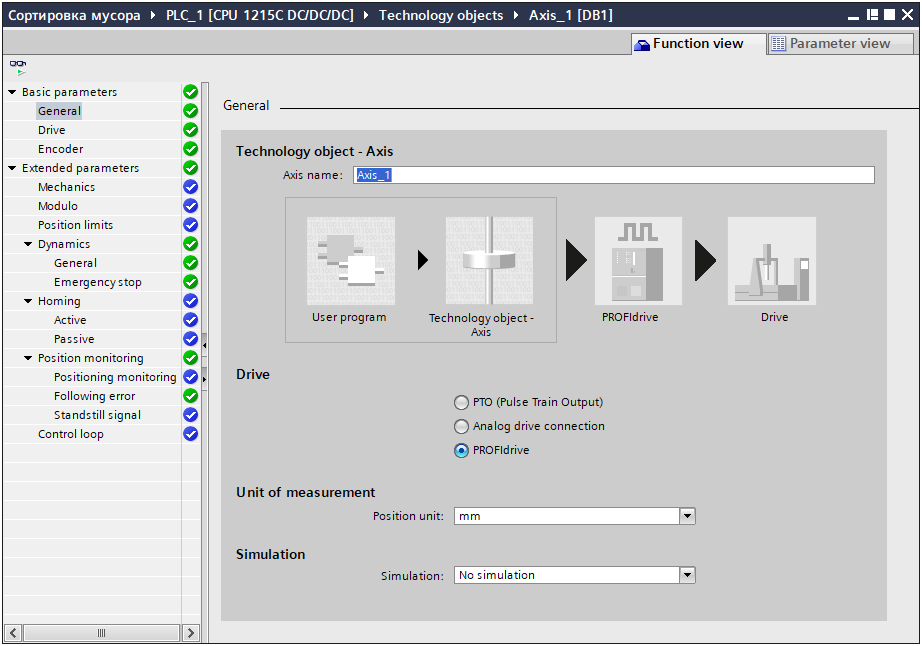 Сортировка мусора PLC_1 [CPU 1215C DC/DC/DC] Technology objects Axis_1 [DB1]
Function view Parameter view
Basic parameters
General
Drive
Encoder
Extended parameters
Mechanics
Modulo
Position limits
Dynamics
General
Emergency stop
Homing
Active
Passive
Position monitoring
Positioning monitoring
Following error
Standstill signal
Control loop
General
Technology object - Axis
Axis name: Axis_1
User program
Technology object -
Axis
PROFIdrive
Drive
Drive
PTO (Pulse Train Output)
Analog drive connection
PROFIdrive
Unit of measurement
Position unit: mm
Simulation
Simulation: No simulation